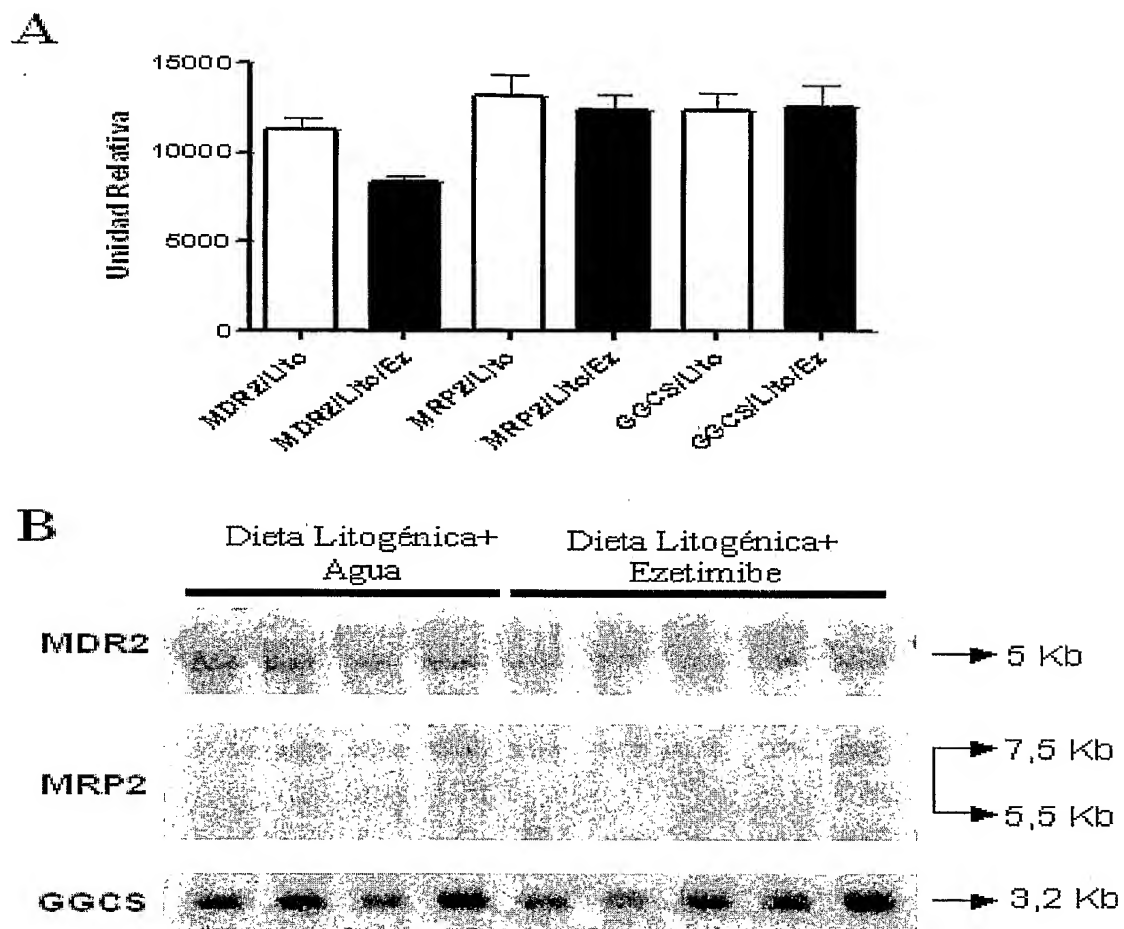 A
15000
10000
5000
0
Unidad Relativa
MDR2/Lito
MDR2/Lito/Ez
MRP2/Lito
MRP2/Lito/Ez
GGCS/Lito
GGCS/Lito/Ez
B
Dieta Litogénica+
Agua
Dieta Litogénica+
Ezetimibe
MDR2
5 Kb
MRP2
7,5 Kb
5,5 Kb
GGCS
3,2 Kb